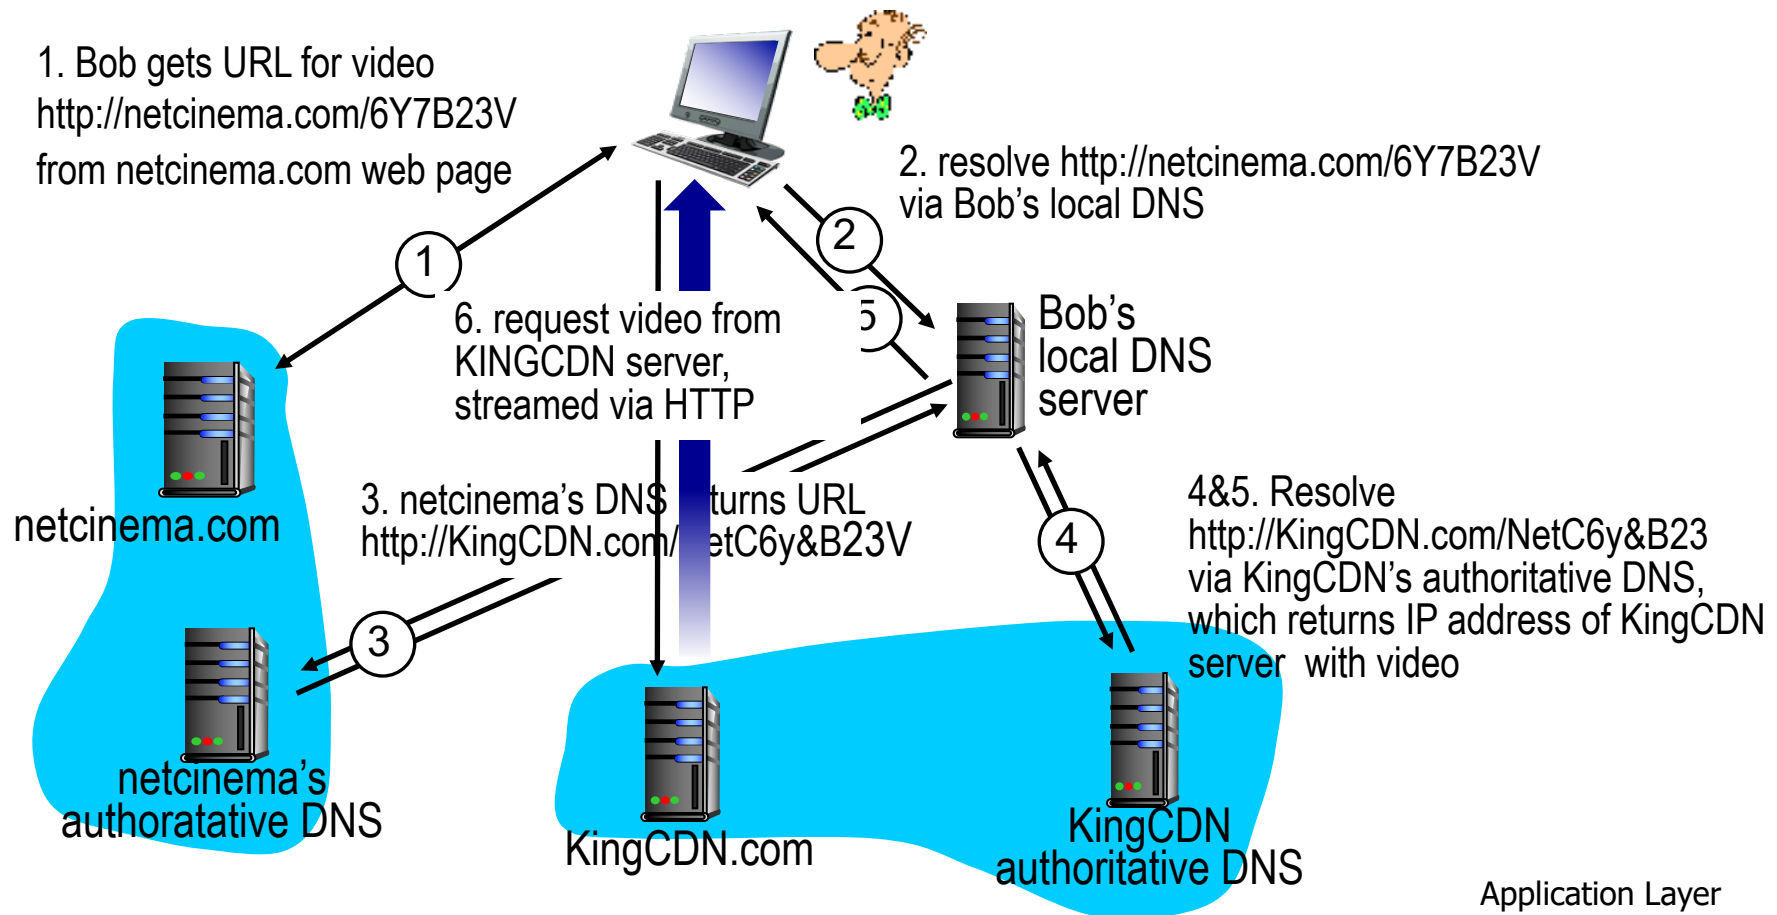 1. Bob gets URL for video
http://netcinema.com/6Y7B23V
from netcinema.com web page
2. resolve http://netcinema.com/6Y7B23V
via Bob's local DNS
1
2
5
6. request video from
KINGCDN server,
streamed via HTTP
Bob's
local DNS
server
netcinema.com
3. netcinema's DNS turns URL
http://KingCDN.com/ etC6y&B23V
4&5. Resolve
http://KingCDN.com/NetC6y&B23
via KingCDN's authoritative DNS,
which returns IP address of KingCDN
server with video
4
3
netcinema's
authoratative DNS
KingCDN.com
KingCDN
authoritative DNS
Application Layer